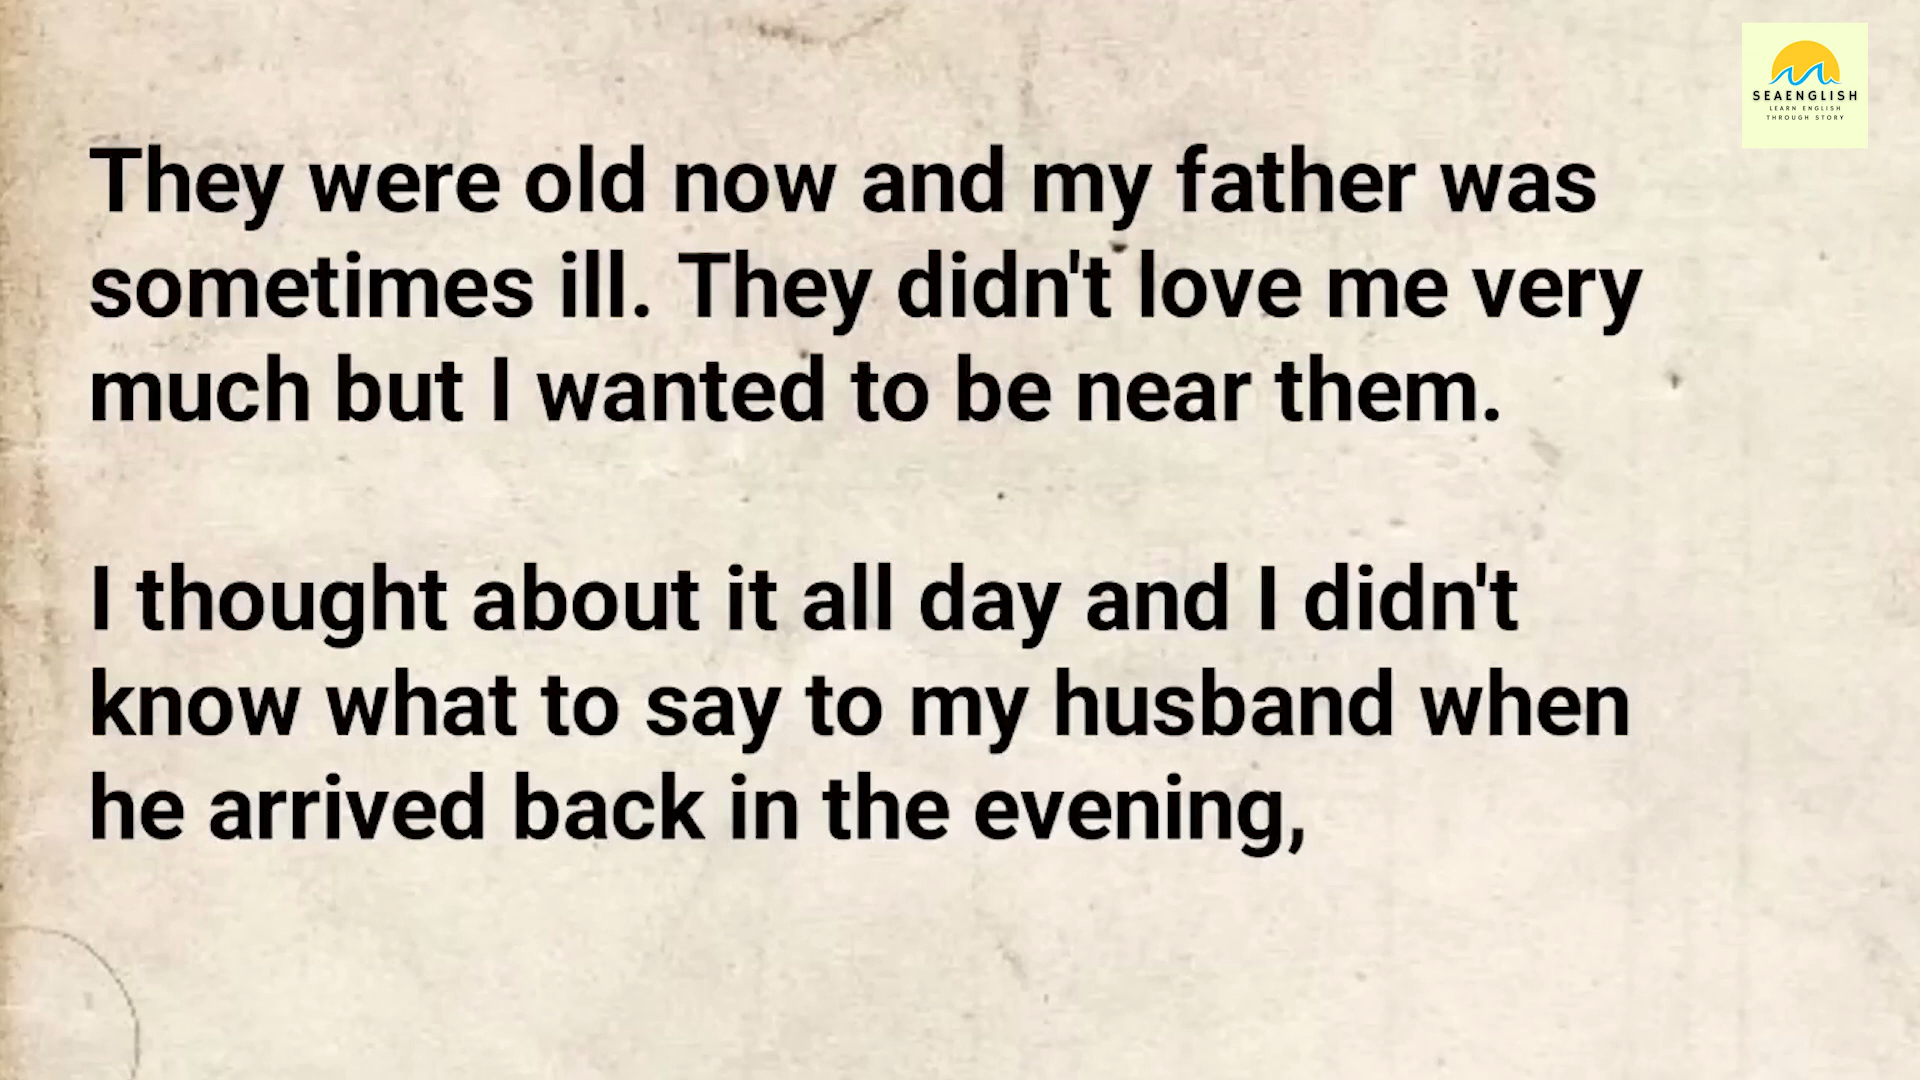 SEAENGLISH
LEARN ENGLISH
THROUGH STORY
They were old now and my father was
sometimes ill. They didn't love me very
much but I wanted to be near them.
I thought about it all day and I didn't
know what to say to my husband when
he arrived back in the evening,